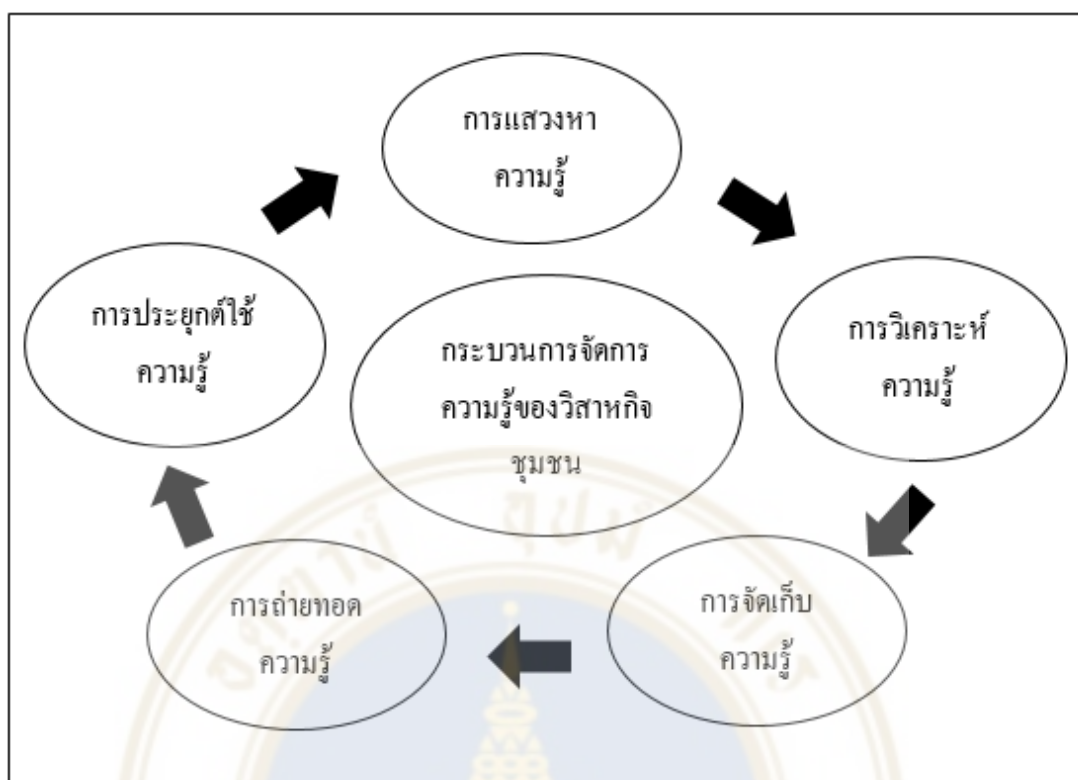 การแสวงหา
ความรู้
การวิเคราะห์
ความรู้
การจัดเก็บ
ความรู้
การถ่ายทอด
ความรู้
การประยุกต์ใช้
ความรู้
กระบวนการจัดการ
ความรู้ของวิสาหกิจ
ชุมชน